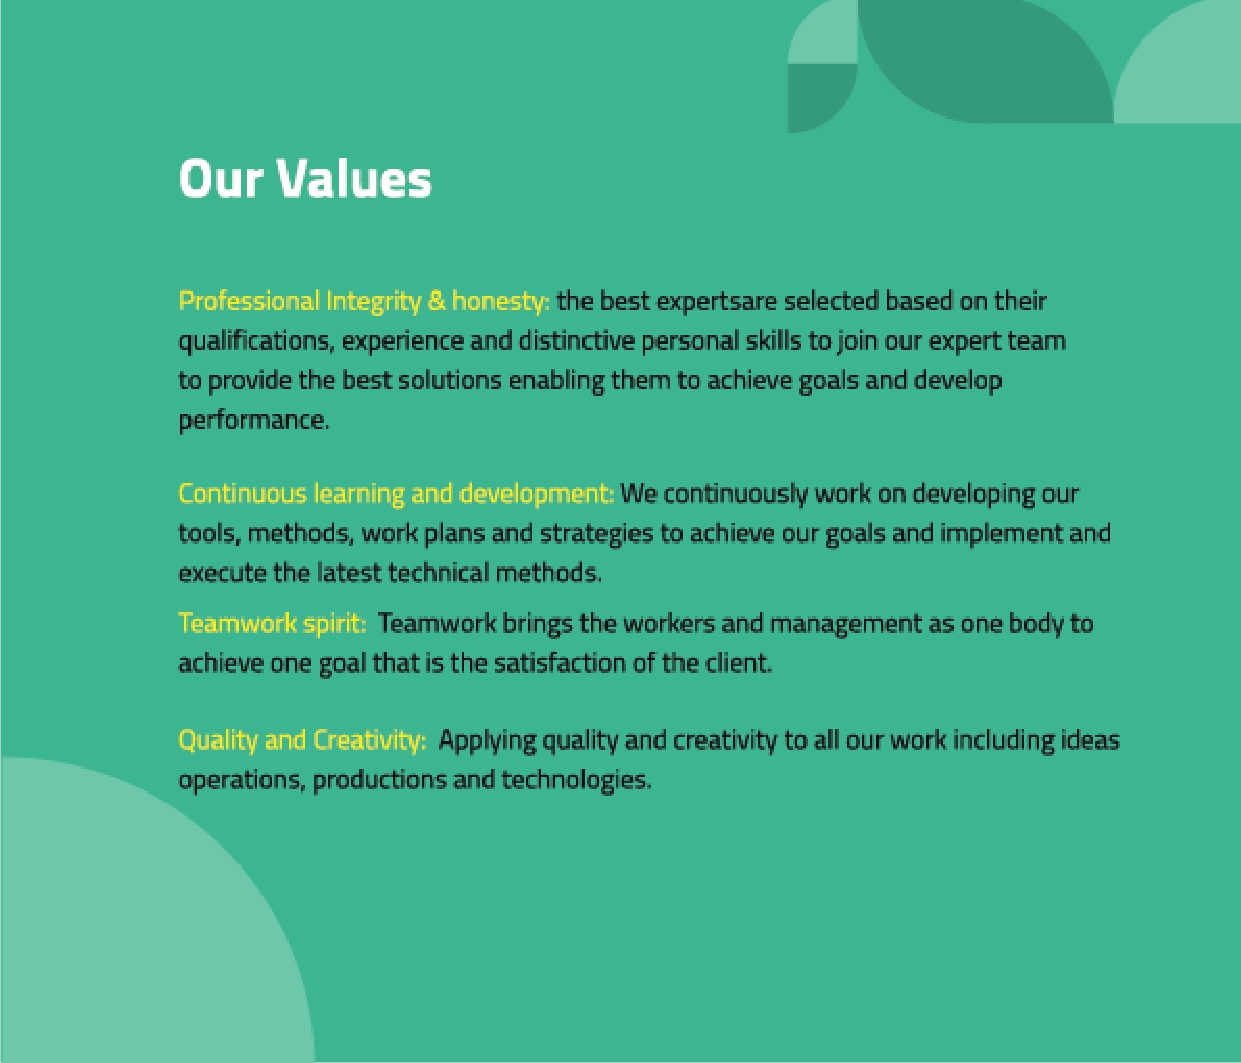 Our Values
Professional Integrity & honesty: the best expertsare selected based on their
qualifications, experience and distinctive personal skills to join our expert team
to provide the best solutions enabling them to achieve goals and develop
performance.
Continuous learning and development: We continuously work on developing our
tools, methods, work plans and strategies to achieve our goals and implement and
execute the latest technical methods.
Teamwork spirit:  Teamwork brings the workers and management as one body to
achieve one goal that is the satisfaction of the client.
Quality and Creativity:  Applying quality and creativity to all our work including ideas
operations, productions and technologies.